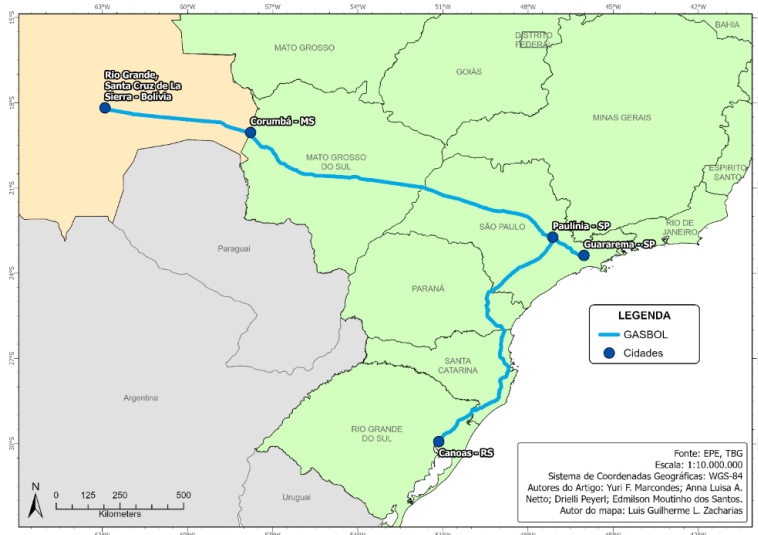 63°W
60°W
57°W
54°W
51°W
48°W
45°W
42°W
15°S
BAHIA
MATO GROSSO
DISTRITO
FEDERAL
GOIÁS
Rio Grande,
Santa Cruz de La
Sierra - Bolívia
18°S
Corumbá - MS
MINAS GERAIS
MATO GROSSO
DO SUL
ESPÍRITO
SANTO
21°S
SÃO PAULO
Paulínia - SP
RIO DE
JANEIRO
Guararema - SP
Paraguai
24°S
PARANÁ
LEGENDA
GASBOL
Cidades
27°S
SANTA
CATARINA
Argentina
RIO GRANDE
DO SUL
30°S
Canoas - RS
Fonte: EPE, TBG
Escala: 1:10.000.000
Sistema de Coordenadas Geográficas: WGS-84
Autores do Artigo: Yuri F. Marcondes; Anna Luisa A.
Netto; Drielli Peyerl; Edmilson Moutinho dos Santos.
Autor do mapa: Luis Guilherme L. Zacharias
N
0 125 250 500
Kilometers
Uruguai